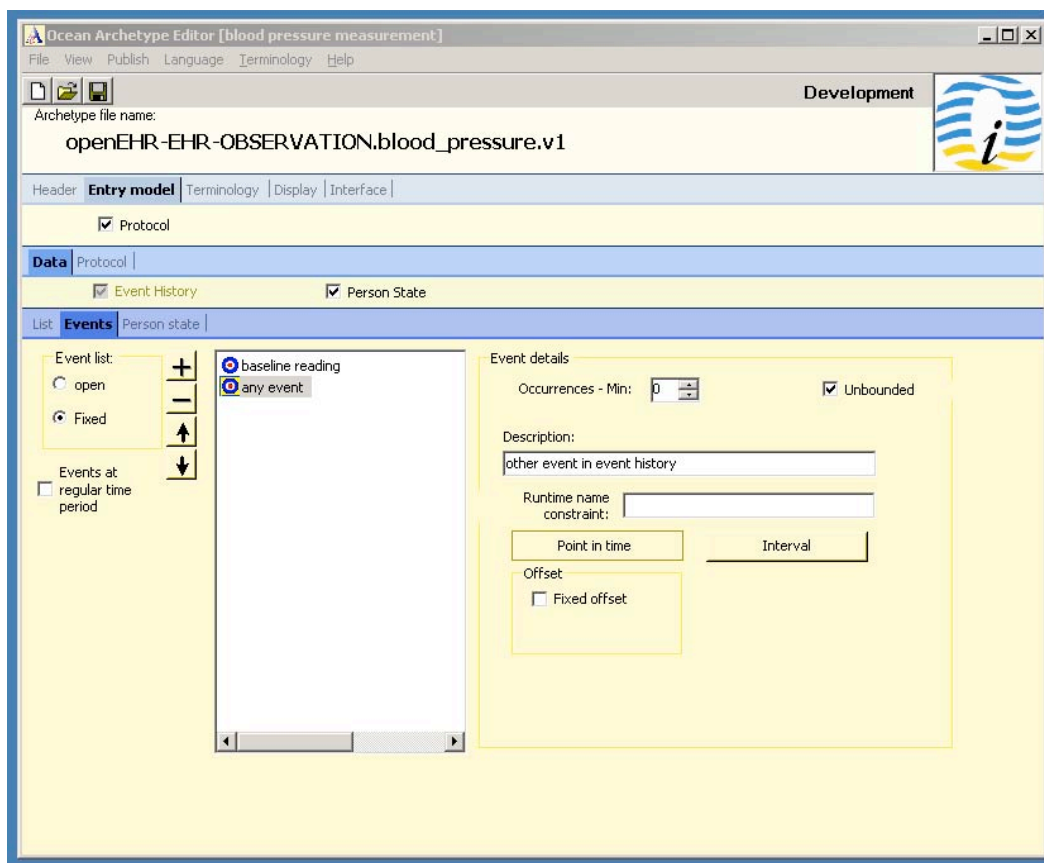 Ocean Archetype Editor [blood pressure measurement]
File View Publish Language Terminology Help
Development
Archetype file name:
openEHR-EHR-OBSERVATION.blood_pressure.v1
i
Header Entry model Terminology Display Interface
Protocol
Data Protocol
Event History Person State
List Events Person state
Event list:
open
Fixed
Events at
regular time
period
baseline reading
any event
Event details
Occurrences - Min: 0 Unbounded
Description:
other event in event history
Runtime name
constraint:
Point in time Interval
Offset
Fixed offset